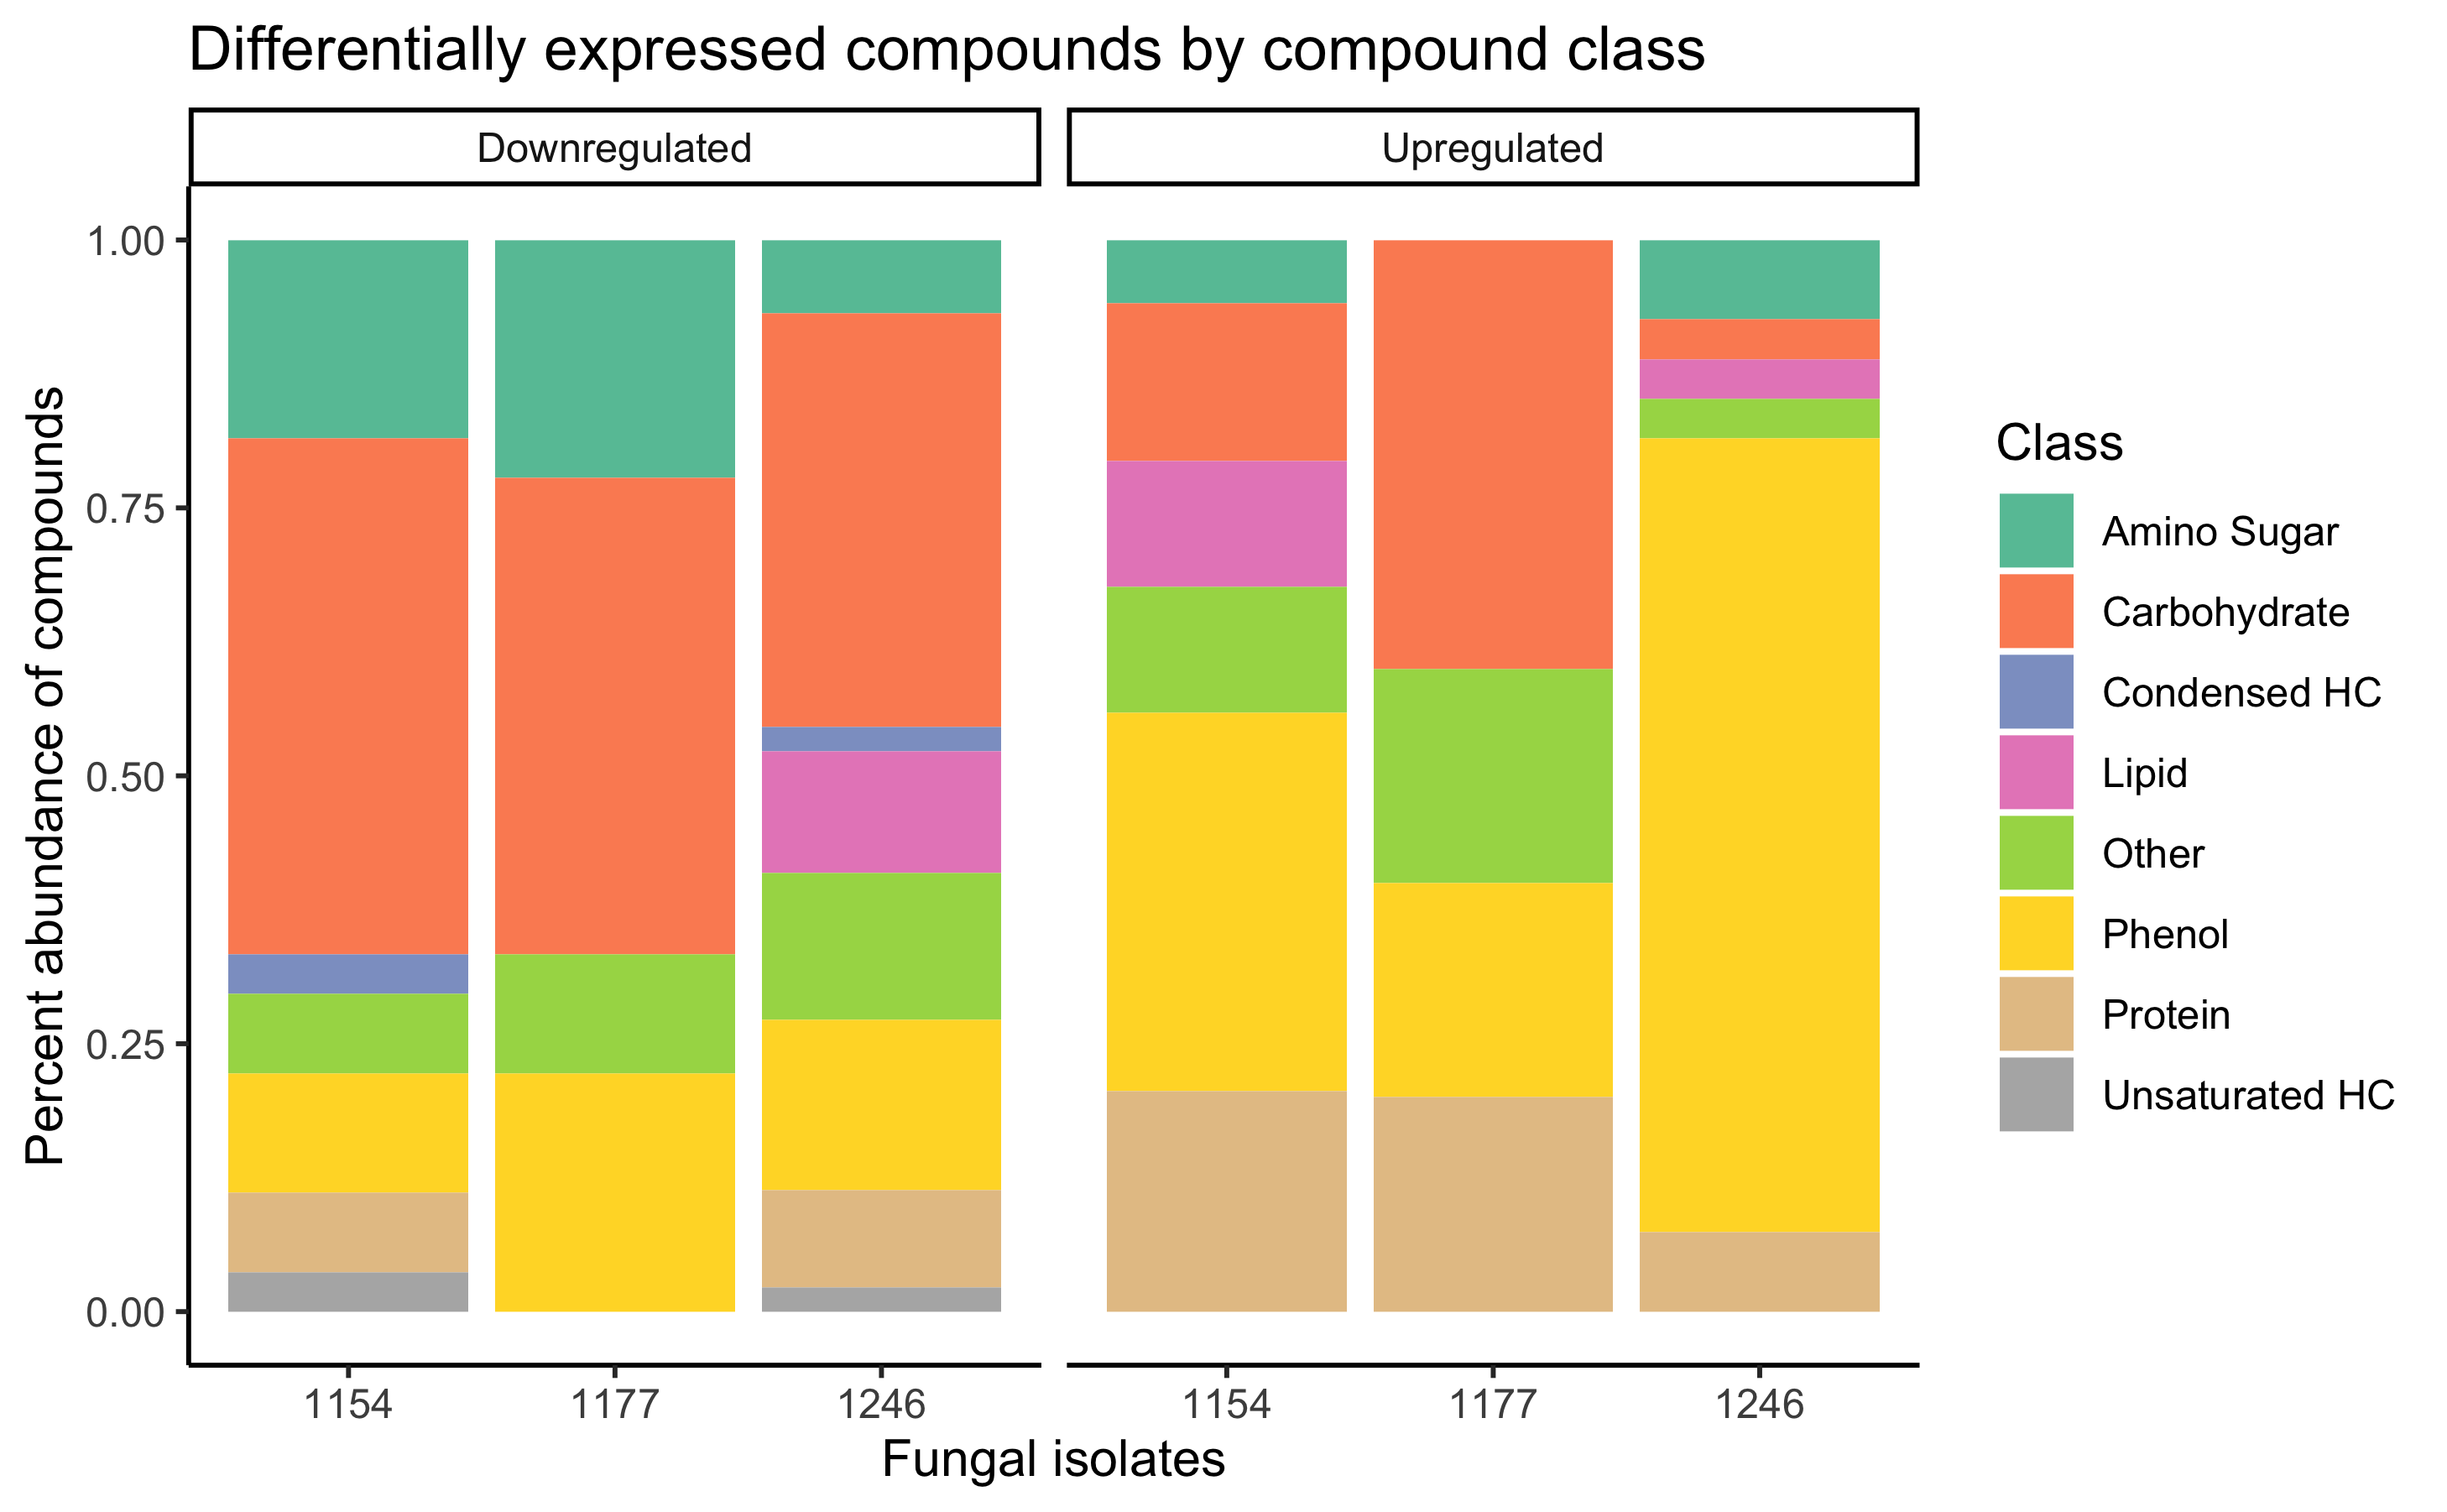 Differentially expressed compounds by compound class
Downregulated
Upregulated
Percent abundance of compounds
1.00
0.75
0.50
0.25
0.00
1154
1177
1246
1154
1177
1246
Fungal isolates
Class
Amino Sugar
Carbohydrate
Condensed HC
Lipid
Other
Phenol
Protein
Unsaturated HC